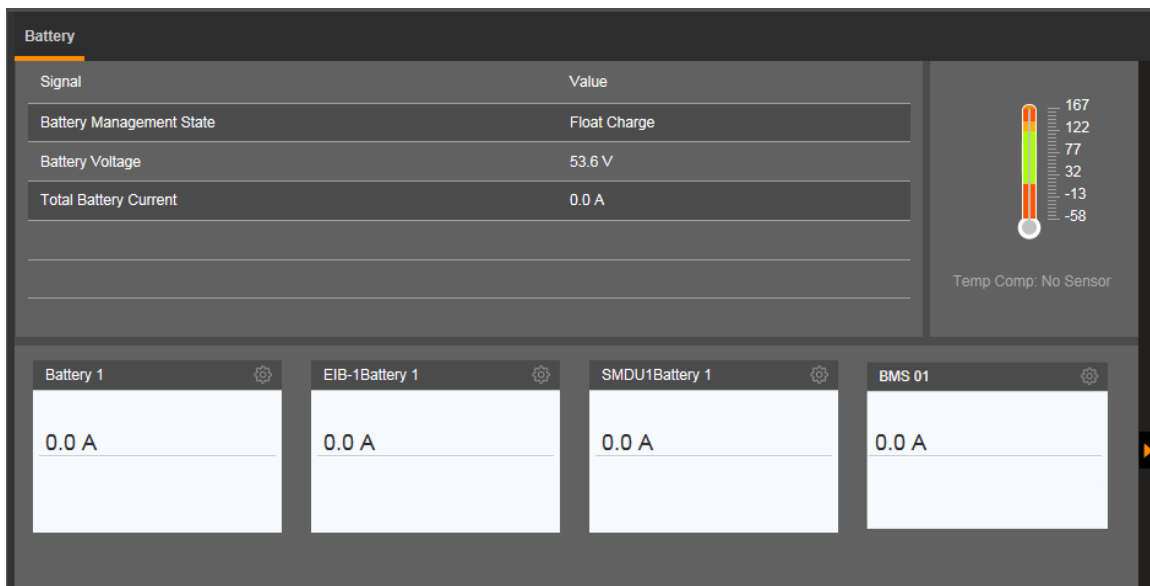 Battery
Signal Value
Battery Management State Float Charge
Battery Voltage 53.6 V
Total Battery Current 0.0 A
167
122
77
32
-13
-58
Temp Comp: No Sensor
Battery 1 EIB-1Battery 1 SMDU1Battery 1 BMS 01
0.0 A 0.0 A 0.0 A 0.0 A